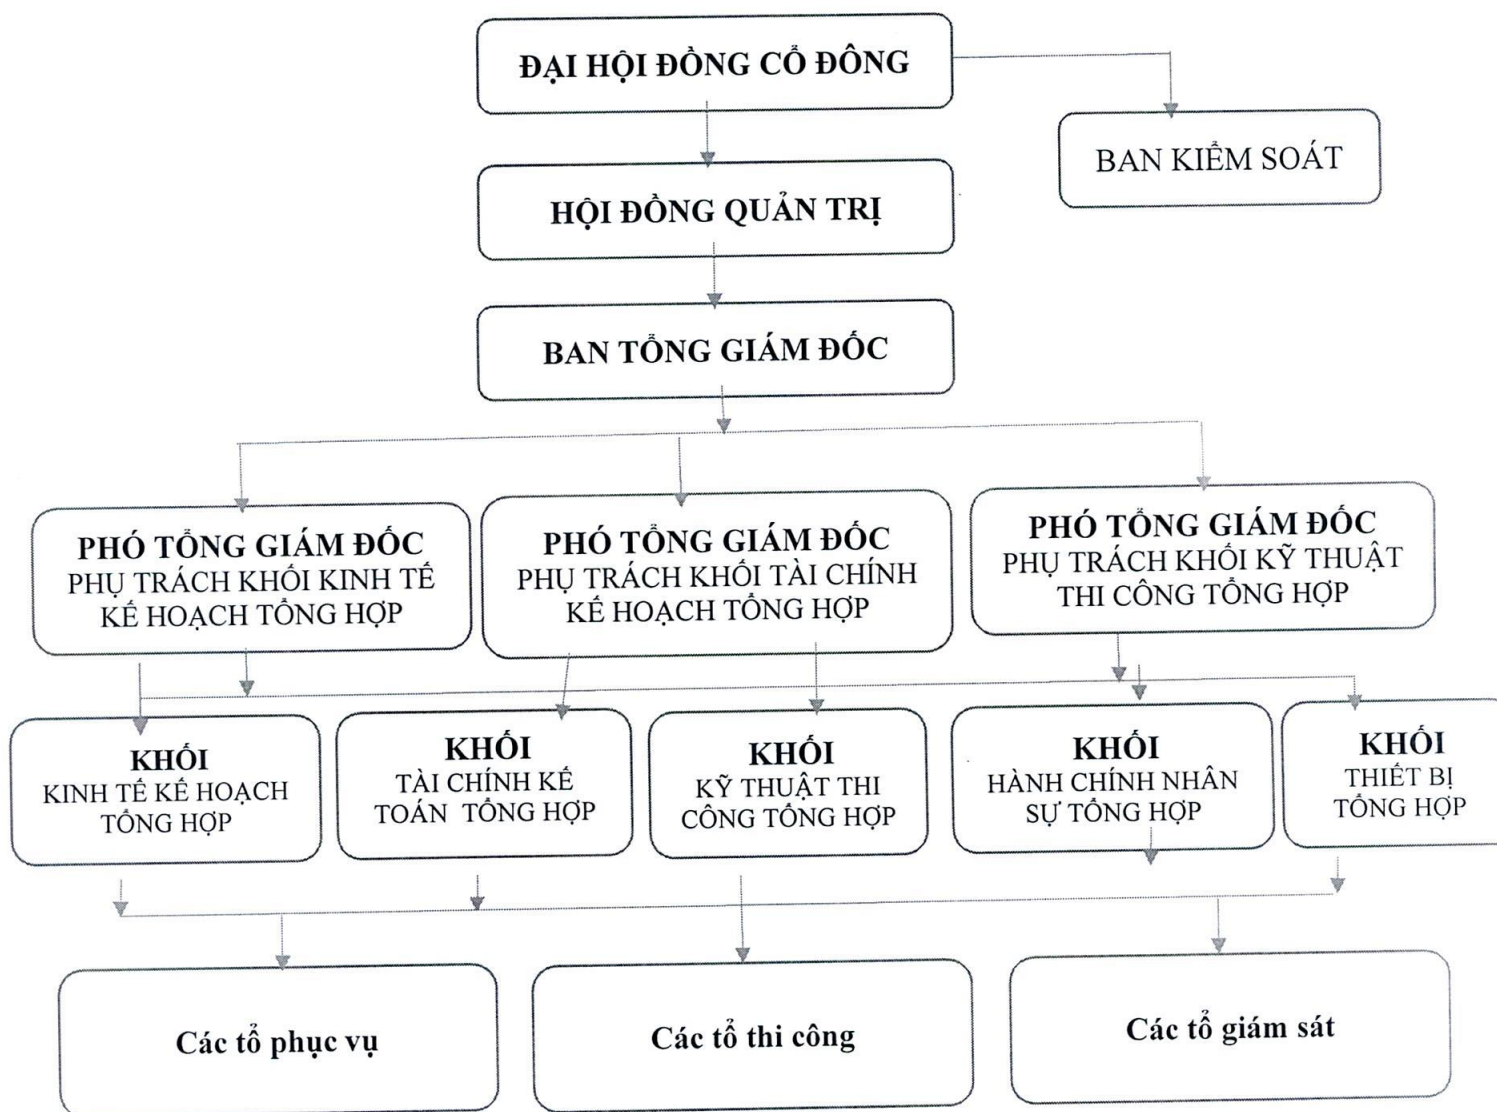 ĐẠI HỘI ĐỒNG CỔ ĐÔNG
BAN KIỂM SOÁT
HỘI ĐỒNG QUẢN TRỊ
BAN TỔNG GIÁM ĐỐC
PHÓ TỔNG GIÁM ĐỐC
PHỤ TRÁCH KHỐI KINH TẾ
KẾ HOẠCH TỔNG HỢP
PHÓ TỔNG GIÁM ĐỐC
PHỤ TRÁCH KHỐI TÀI CHÍNH
KẾ HOẠCH TỔNG HỢP
PHÓ TỔNG GIÁM ĐỐC
PHỤ TRÁCH KHỐI KỸ THUẬT
THI CÔNG TỔNG HỢP
KHỐI
KINH TẾ KẾ HOẠCH
TỔNG HỢP
KHỐI
TÀI CHÍNH KẾ
TOÁN TỔNG HỢP
KHỐI
KỸ THUẬT THI
CÔNG TỔNG HỢP
KHỐI
HÀNH CHÍNH NHÂN
SỰ TỔNG HỢP
KHỐI
THIẾT BỊ
TỔNG HỢP
Các tổ phục vụ
Các tổ thi công
Các tổ giám sát